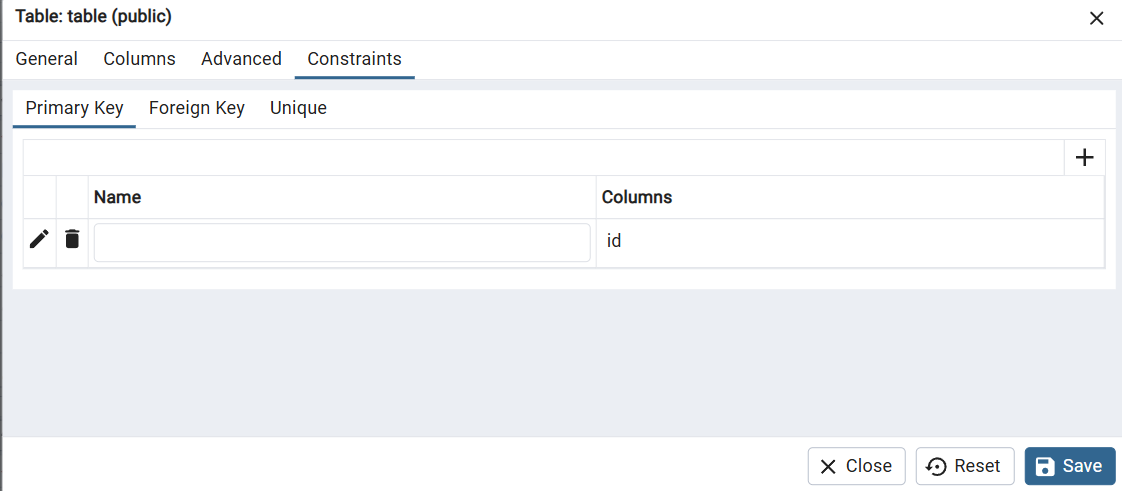 Table: table (public)
General Columns Advanced Constraints
Primary Key Foreign Key Unique
Name Columns
id
Close Reset Save